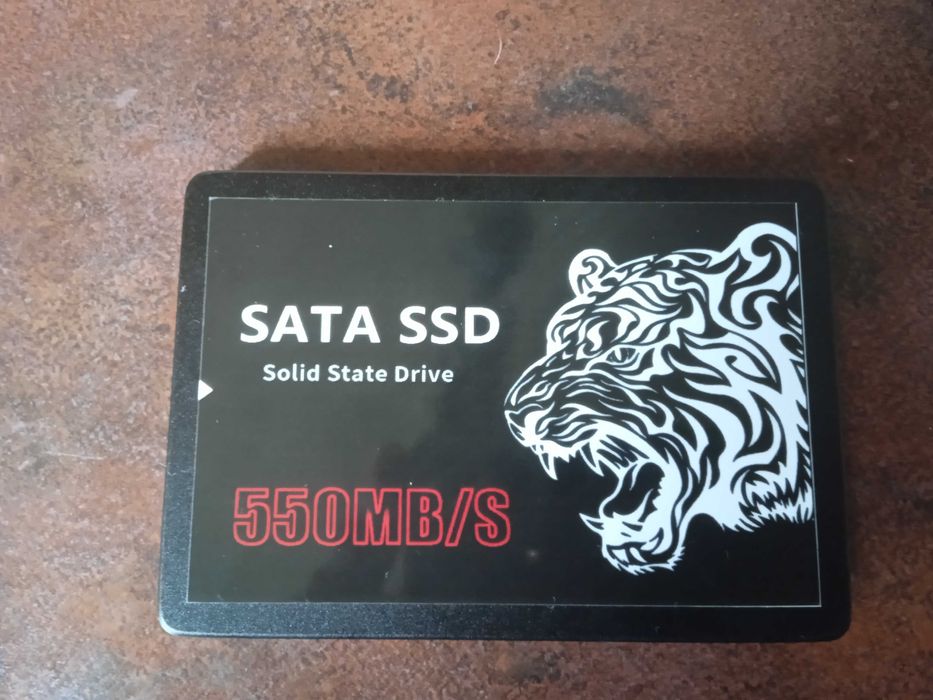 SATA SSD
Solid State Drive
550MB/S